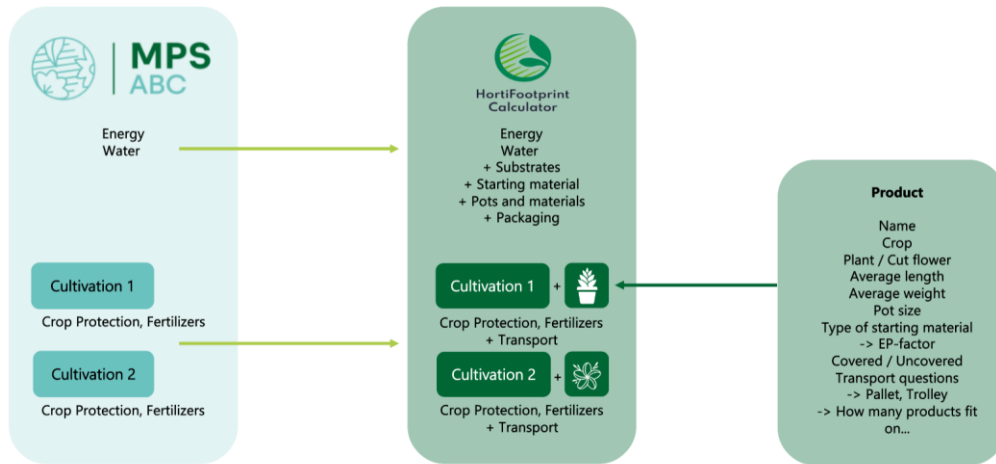 MPS
ABC
Energy
Water
Cultivation 1
Crop Protection, Fertilizers
Cultivation 2
Crop Protection, Fertilizers
HortiFootprint
Calculator
Energy
Water
+ Substrates
+ Starting material
+ Pots and materials
+ Packaging
Cultivation 1 +
Crop Protection, Fertilizers
+ Transport
Cultivation 2 +
Crop Protection, Fertilizers
+ Transport
Product
Name
Crop
Plant / Cut flower
Average length
Average weight
Pot size
Type of starting material
-> EP-factor
Covered / Uncovered
Transport questions
-> Pallet, Trolley
-> How many products fit
on...